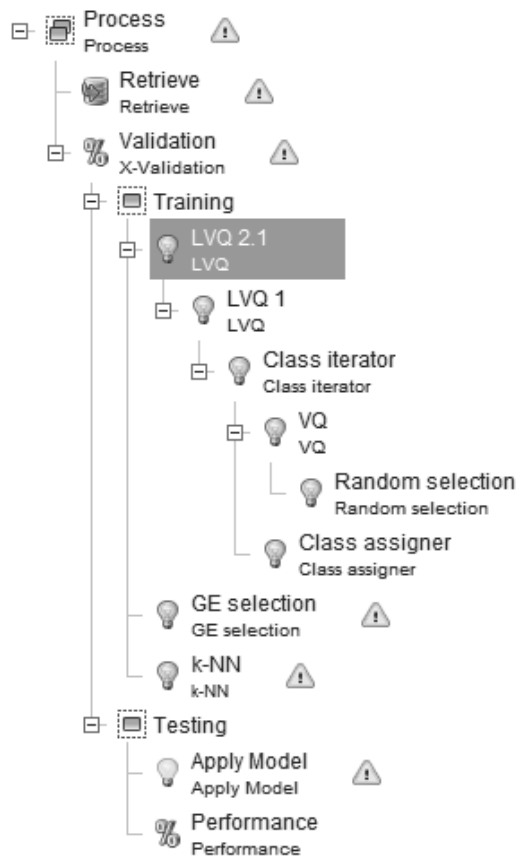 Process
Process
Retrieve
Retrieve
Validation
X-Validation
Training
LVQ 2.1
LVQ
LVQ 1
LVQ
Class iterator
Class iterator
VQ
VQ
Random selection
Random selection
Class assigner
Class assigner
GE selection
GE selection
k-NN
k-NN
Testing
Apply Model
Apply Model
Performance
Performance